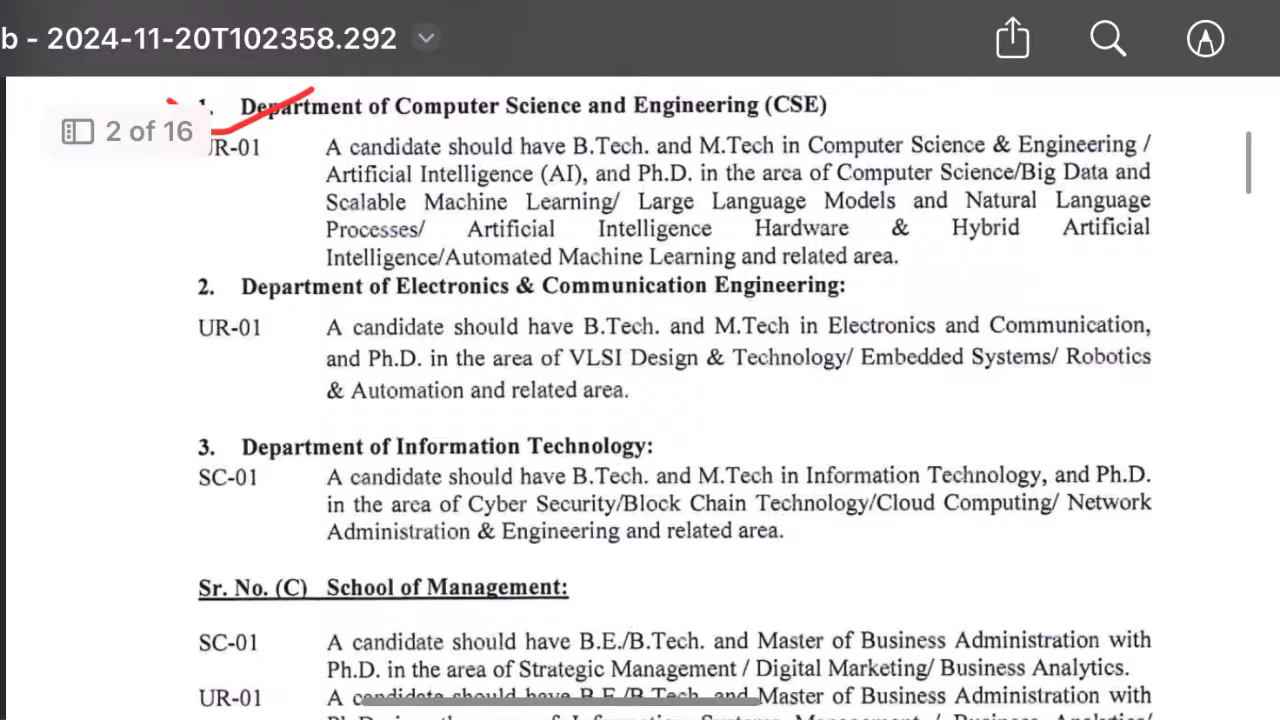 b - 2024-11-20T102358.292
1. Department of Computer Science and Engineering (CSE)
2 of 16
UR-01 A candidate should have B.Tech. and M.Tech in Computer Science & Engineering /
Artificial Intelligence (AI), and Ph.D. in the area of Computer Science/Big Data and
Scalable Machine Learning/ Large Language Models and Natural Language
Processes/ Artificial Intelligence Hardware & Hybrid Artificial
Intelligence/Automated Machine Learning and related area.
2. Department of Electronics & Communication Engineering:
UR-01 A candidate should have B.Tech. and M.Tech in Electronics and Communication,
and Ph.D. in the area of VLSI Design & Technology/ Embedded Systems/ Robotics
& Automation and related area.
3. Department of Information Technology:
SC-01 A candidate should have B.Tech. and M.Tech in Information Technology, and Ph.D.
in the area of Cyber Security/Block Chain Technology/Cloud Computing/ Network
Administration & Engineering and related area.
Sr. No. (C) School of Management:
SC-01 A candidate should have B.E./B.Tech. and Master of Business Administration with
Ph.D. in the area of Strategic Management / Digital Marketing/ Business Analytics.
UR-01 A candidate should have B.E/B.Tech. and Master of Business Administration with